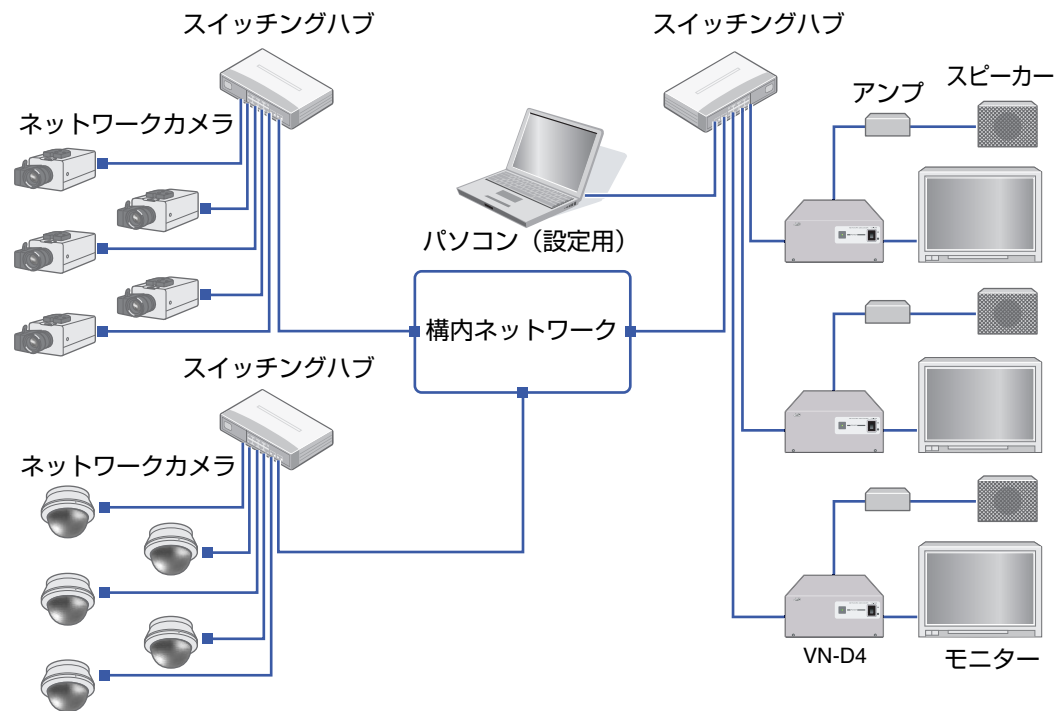 スイッチングハブ
スイッチングハブ
スピーカー
アンプ
ネットワークカメラ
パソコン（設定用）
構内ネットワーク
スイッチングハブ
ネットワークカメラ
VN-D4
モニター